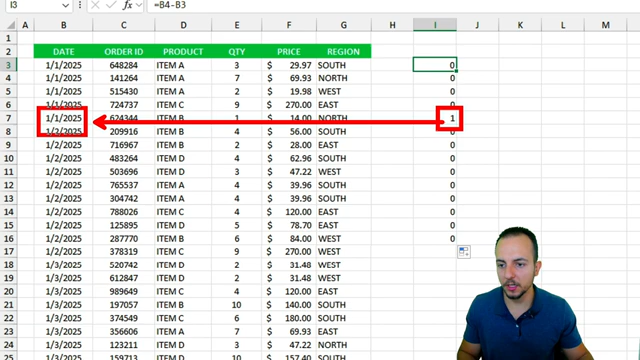 I3 fx =B4-B3
A B C D E F G H I J K L M
1
2 DATE ORDER ID PRODUCT QTY PRICE REGION
3 1/1/2025 648284 ITEM A 3 $ 29.97 SOUTH 0
4 1/1/2025 141264 ITEM A 7 $ 69.93 NORTH 0
5 1/1/2025 515430 ITEM A 2 $ 19.98 WEST 0
6 1/1/2025 724737 ITEM C 9 $ 270.00 EAST 0
7 1/1/2025 624344 ITEM B 1 $ 14.00 NORTH 1
8 1/2/2025 209916 ITEM B 4 $ 56.00 SOUTH 0
9 1/2/2025 716967 ITEM B 2 $ 28.00 EAST 0
10 1/2/2025 483264 ITEM D 4 $ 62.96 SOUTH 0
11 1/2/2025 503696 ITEM D 3 $ 47.22 WEST 0
12 1/2/2025 765537 ITEM A 4 $ 39.96 SOUTH 0
13 1/2/2025 304742 ITEM A 4 $ 39.96 SOUTH 0
14 1/2/2025 788026 ITEM C 4 $ 120.00 EAST 0
15 1/2/2025 125895 ITEM D 5 $ 78.70 EAST 0
16 1/2/2025 287770 ITEM B 6 $ 84.00 WEST 0
17 1/2/2025 378319 ITEM C 9 $ 270.00 WEST
18 1/3/2025 520742 ITEM D 2 $ 31.48 WEST
19 1/3/2025 612847 ITEM D 2 $ 31.48 WEST
20 1/3/2025 989649 ITEM C 4 $ 120.00 EAST
21 1/3/2025 197057 ITEM B 10 $ 140.00 SOUTH
22 1/3/2025 374549 ITEM C 6 $ 180.00 SOUTH
23 1/3/2025 356606 ITEM A 7 $ 69.93 EAST
24 1/3/2025 123211 ITEM D 3 $ 47.22 NORTH
25 1/3/2025 159713 ITEM D 10 $ 157.40 SOUTH